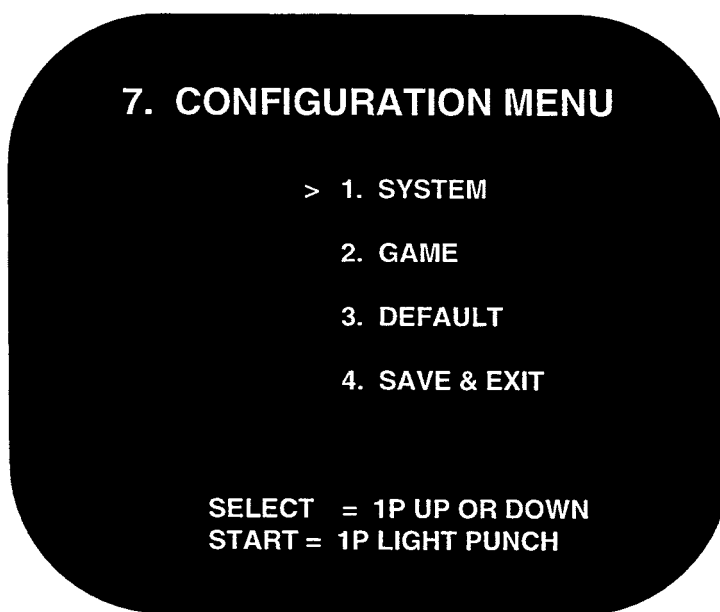 7. CONFIGURATION MENU
> 1. SYSTEM
2. GAME
3. DEFAULT
4. SAVE & EXIT
SELECT = 1P UP OR DOWN
START = 1P LIGHT PUNCH